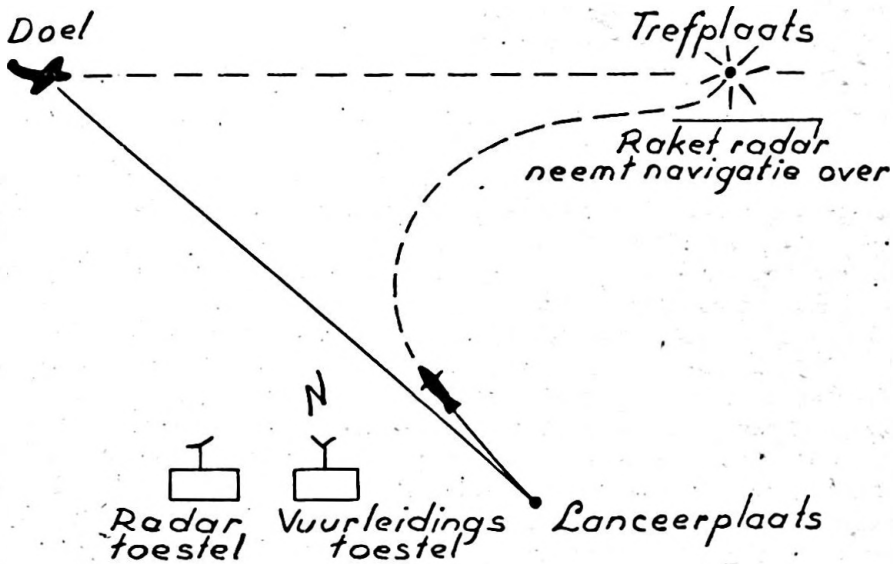 Doel
Trefplaats
Raket radar
neemt navigatie over
N
Radar
toestel
Vuurleidings
toestel
Lanceerplaats